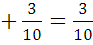 + 3/10 = 3/10